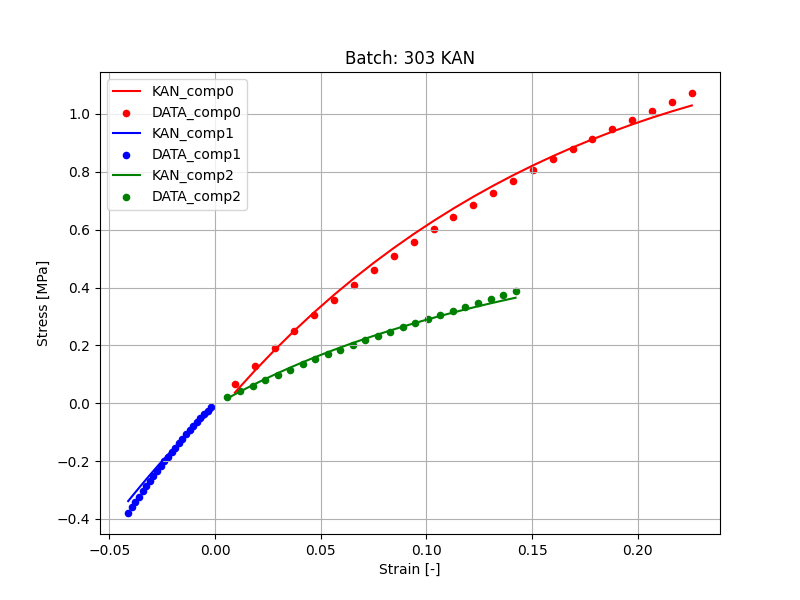 Batch: 303 KAN
KAN_comp0
DATA_comp0
KAN_comp1
DATA_comp1
KAN_comp2
DATA_comp2
1.0
0.8
0.6
0.4
0.2
0.0
−0.2
−0.4
Stress [MPa]
−0.05
0.00
0.05
0.10
0.15
0.20
Strain [-]